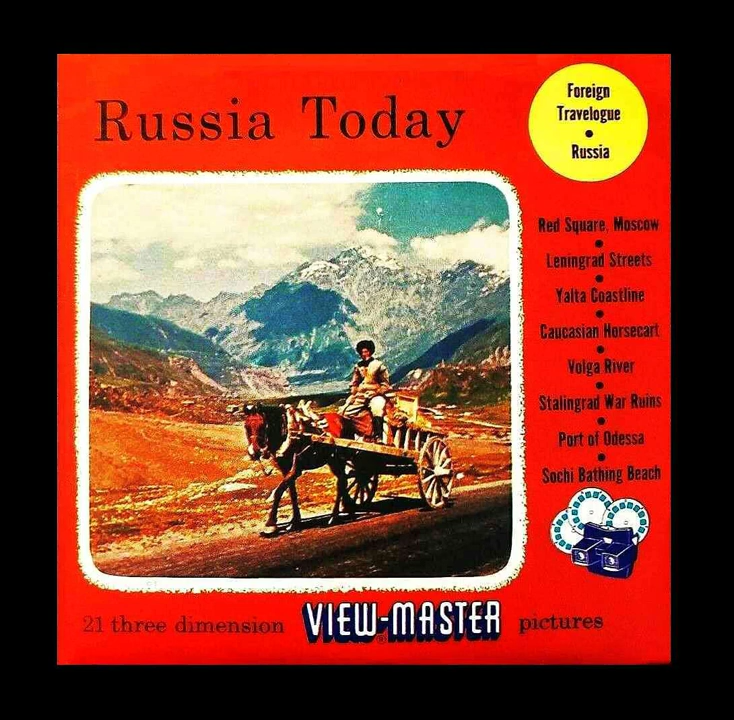 Russia Today
Foreign
Travelogue
•
Russia
Red Square, Moscow
•
Leningrad Streets
•
Yalta Coastline
•
Caucasian Horsecart
•
Volga River
•
Stalingrad War Ruins
•
Port of Odessa
•
Sochi Bathing Beach
21 three dimension VIEW-MASTER pictures